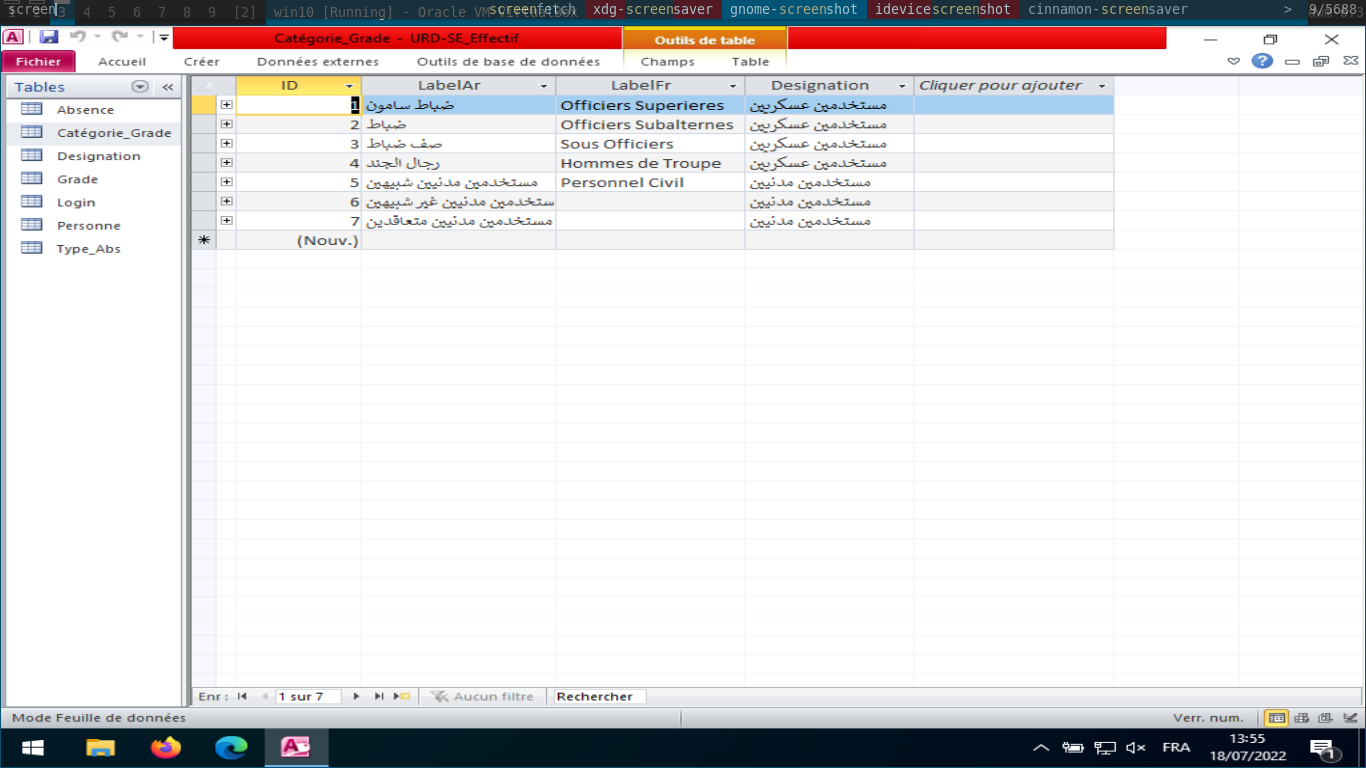 screen 3 4 5 6 7 8 9 [2] win10 [Running] - Oracle VM screenfetch xdg-screensaver gnome-screenshot idevicescreenshot cinnamon-screensaver > 9/5688
Catégorie_Grade - URD-SE_Effectif Outils de table
Fichier Accueil Créer Données externes Outils de base de données Champs Table
Tables «
Absence
Catégorie_Grade
Designation
Grade
Login
Personne
Type_Abs
ID LabelAr LabelFr Designation Cliquer pour ajouter
1 ضباط سامون Officiers Superieres مستخدمين عسكريين
2 ضباط Officiers Subalternes مستخدمين عسكريين
3 صف ضباط Sous Officiers مستخدمين عسكريين
4 رجال الجند Hommes de Troupe مستخدمين عسكريين
5 مستخدمين مدنيين شبيهين Personnel Civil مستخدمين مدنيين
6 ستخدمين مدنيين غير شبيهين مستخدمين مدنيين
7 مستخدمين مدنيين متعاقدين مستخدمين مدنيين
(Nouv.)
Enr : 1 sur 7 Aucun filtre Rechercher
Mode Feuille de données Verr. num.
FRA 13:55
18/07/2022 1